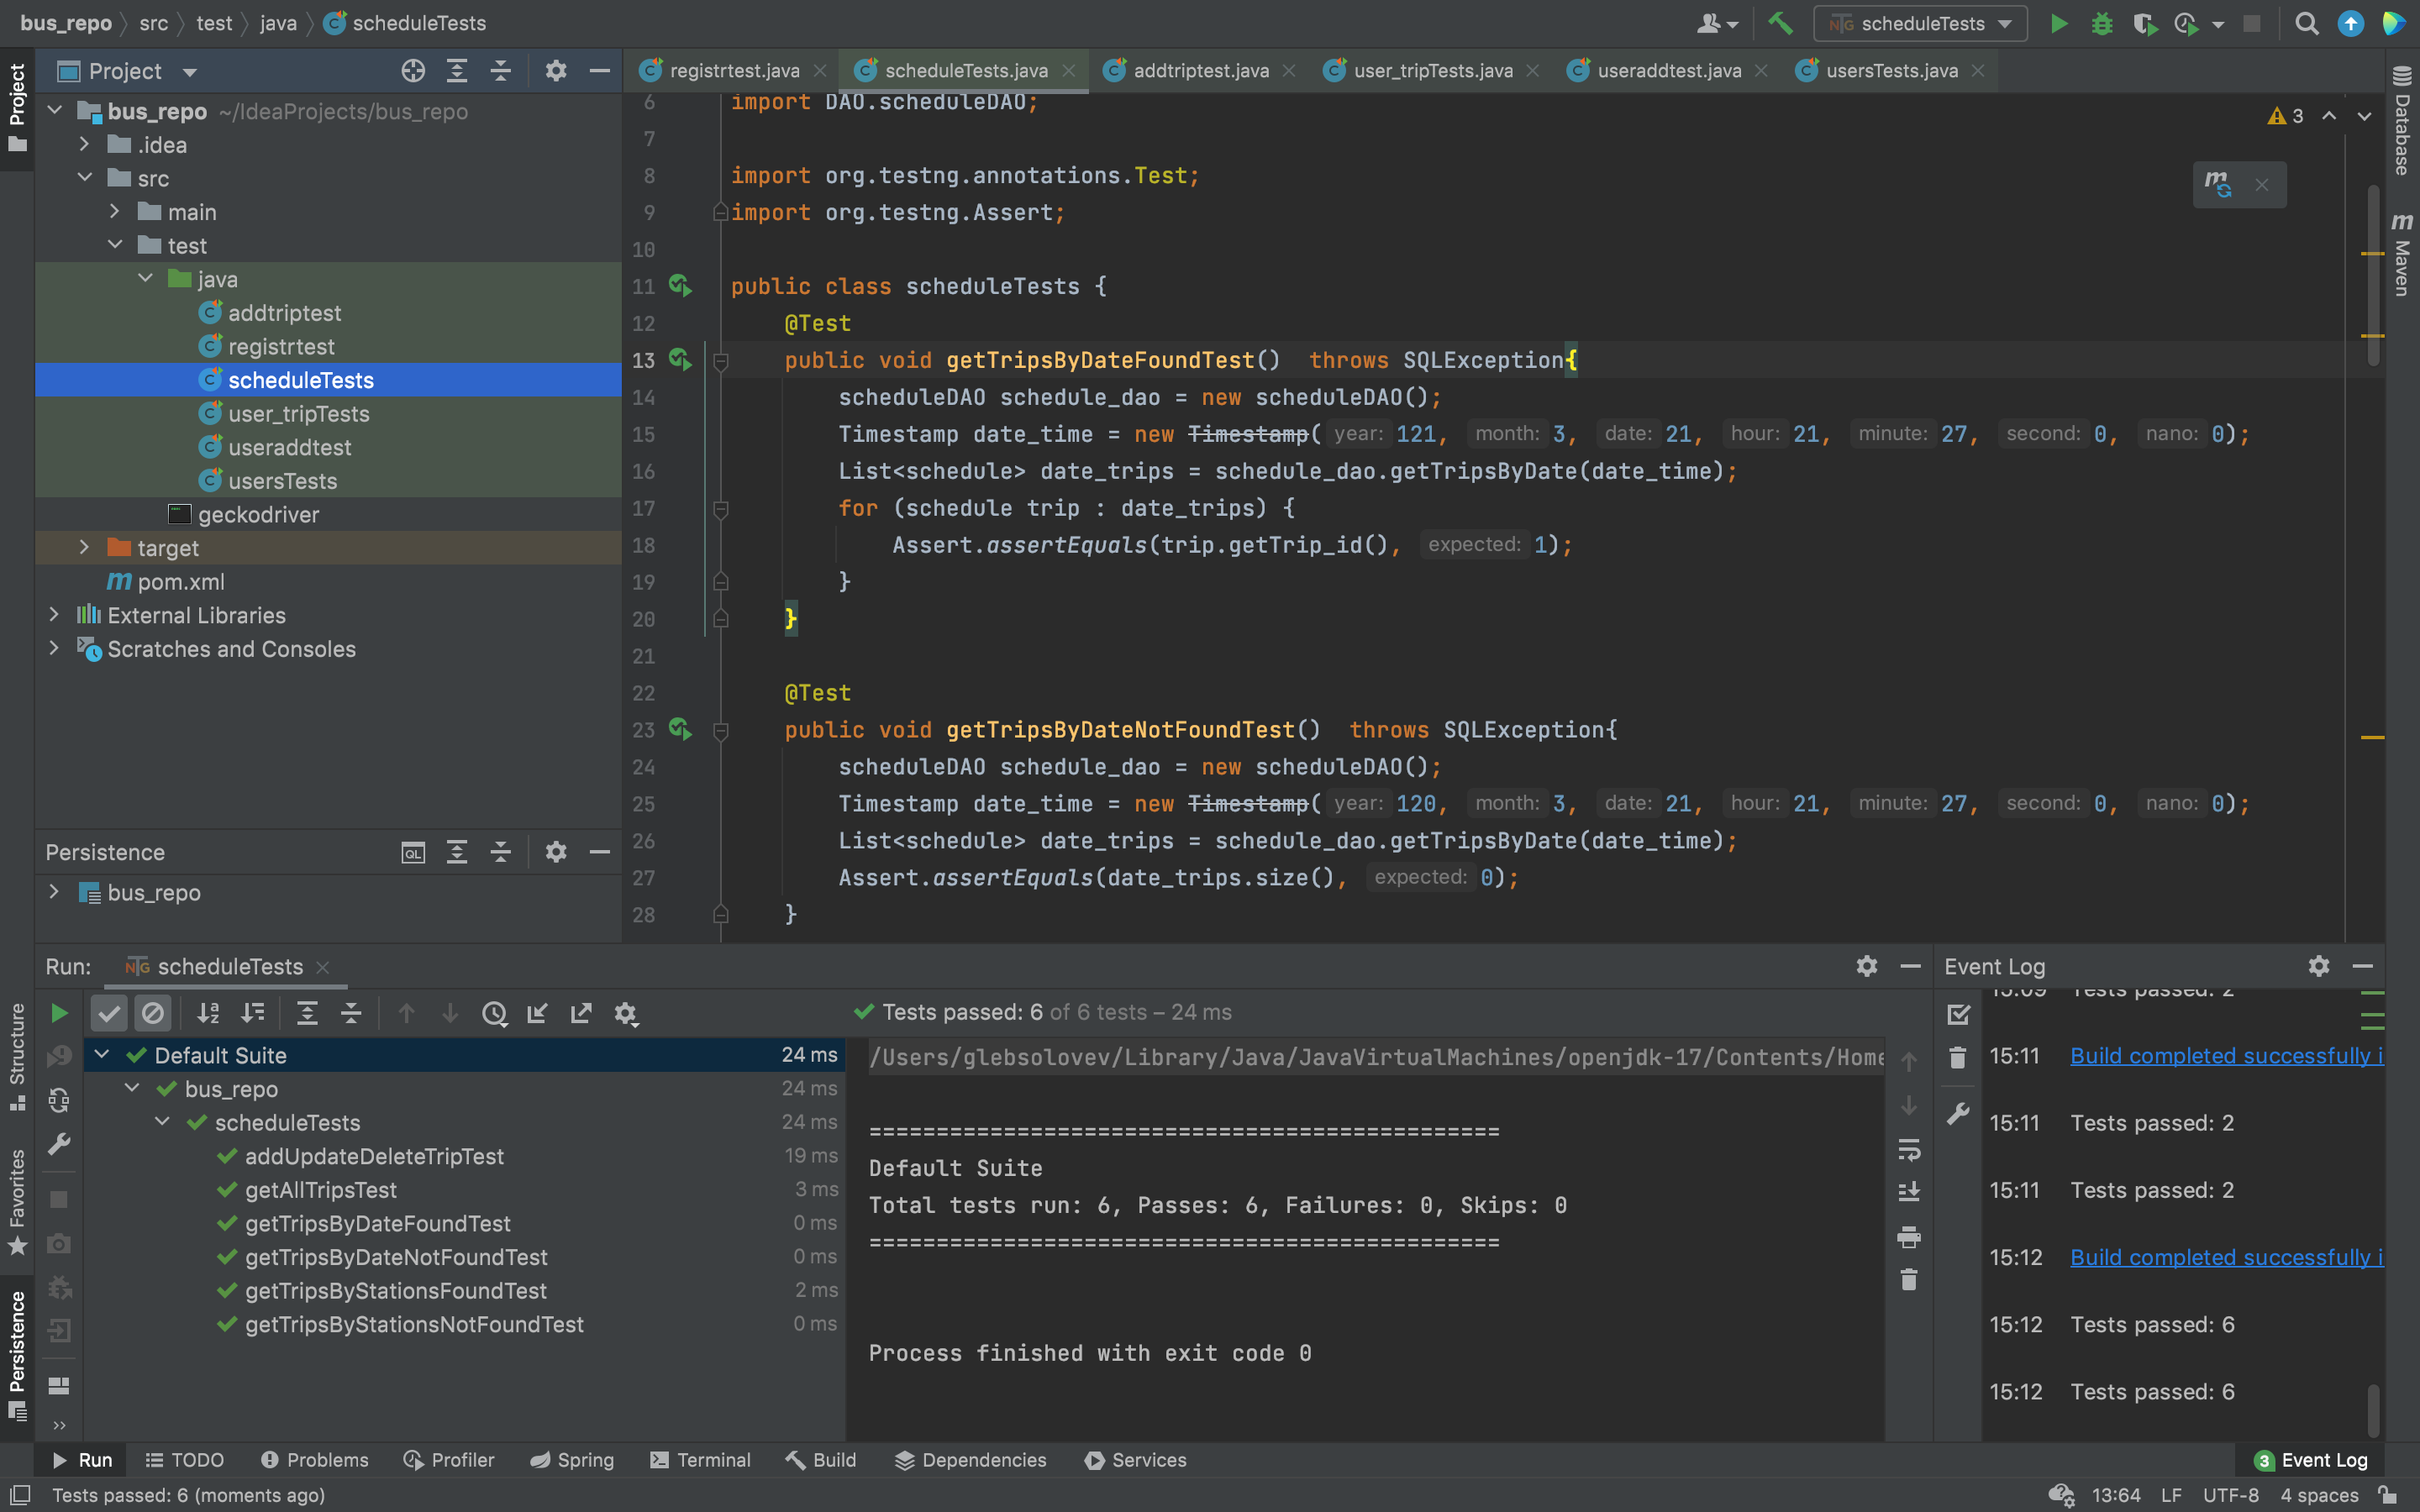 bus_repo src test java scheduleTests
scheduleTests
Project
registrtest.java scheduleTests.java addtriptest.java user_tripTests.java useraddtest.java usersTests.java
Project
bus_repo ~/IdeaProjects/bus_repo
.idea
src
main
test
java
addtriptest
registrtest
scheduleTests
user_tripTests
useraddtest
usersTests
geckodriver
target
pom.xml
External Libraries
Scratches and Consoles
Persistence
bus_repo
3
Database
Maven
6 import DAO.scheduleDAO;
7
8 import org.testng.annotations.Test;
9 import org.testng.Assert;
10
11 public class scheduleTests {
12 @Test
13 public void getTripsByDateFoundTest() throws SQLException{
14 scheduleDAO schedule_dao = new scheduleDAO();
15 Timestamp date_time = new Timestamp( year: 121, month: 3, date: 21, hour: 21, minute: 27, second: 0, nano: 0);
16 List<schedule> date_trips = schedule_dao.getTripsByDate(date_time);
17 for (schedule trip : date_trips) {
18 Assert.assertEquals(trip.getTrip_id(), expected: 1);
19 }
20 }
21
22 @Test
23 public void getTripsByDateNotFoundTest() throws SQLException{
24 scheduleDAO schedule_dao = new scheduleDAO();
25 Timestamp date_time = new Timestamp( year: 120, month: 3, date: 21, hour: 21, minute: 27, second: 0, nano: 0);
26 List<schedule> date_trips = schedule_dao.getTripsByDate(date_time);
27 Assert.assertEquals(date_trips.size(), expected: 0);
28 }
Run: scheduleTests
Structure
Favorites
Persistence
Tests passed: 6 of 6 tests – 24 ms
Default Suite 24 ms
bus_repo 24 ms
scheduleTests 24 ms
addUpdateDeleteTripTest 19 ms
getAllTripsTest 3 ms
getTripsByDateFoundTest 0 ms
getTripsByDateNotFoundTest 0 ms
getTripsByStationsFoundTest 2 ms
getTripsByStationsNotFoundTest 0 ms
/Users/glebsolovev/Library/Java/JavaVirtualMachines/openjdk-17/Contents/Home
===============================================
Default Suite
Total tests run: 6, Passes: 6, Failures: 0, Skips: 0
===============================================
Process finished with exit code 0
Event Log
15:09 Tests passed: 2
15:11 Build completed successfully i
15:11 Tests passed: 2
15:11 Tests passed: 2
15:12 Build completed successfully i
15:12 Tests passed: 6
15:12 Tests passed: 6
Run TODO Problems Profiler Spring Terminal Build Dependencies Services 3 Event Log
Tests passed: 6 (moments ago) 13:64 LF UTF-8 4 spaces